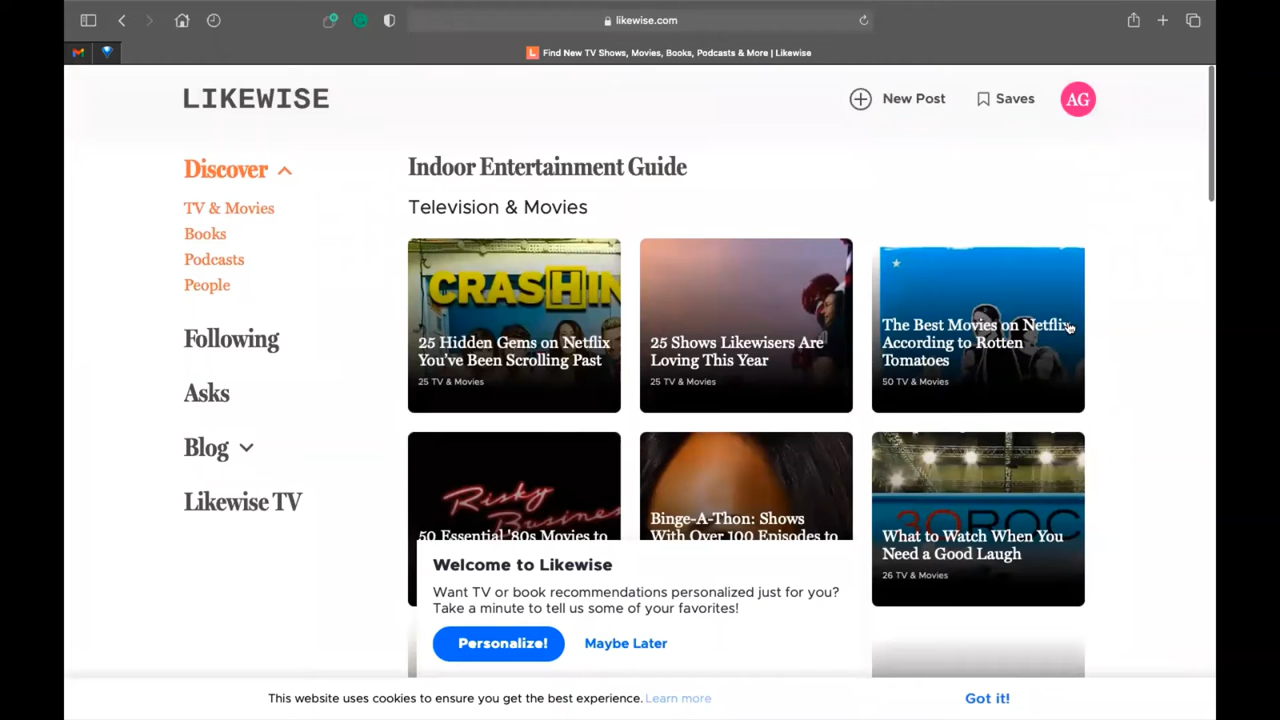 likewise.com
Find New TV Shows, Movies, Books, Podcasts & More | Likewise
LIKEWISE
New Post
Saves
AG
Discover
TV & Movies
Books
Podcasts
People
Following
Asks
Blog
Likewise TV
Indoor Entertainment Guide
Television & Movies
CRASHIN
25 Hidden Gems on Netflix
You've Been Scrolling Past
25 TV & Movies
25 Shows Likewisers Are
Loving This Year
25 TV & Movies
The Best Movies on Netflix
According to Rotten
Tomatoes
50 TV & Movies
Risky
Business
50 Essential '80s Movies to
Binge-A-Thon: Shows
With Over 100 Episodes to
30ROC
What to Watch When You
Need a Good Laugh
26 TV & Movies
Welcome to Likewise
Want TV or book recommendations personalized just for you?
Take a minute to tell us some of your favorites!
Personalize!
Maybe Later
This website uses cookies to ensure you get the best experience. Learn more
Got it!